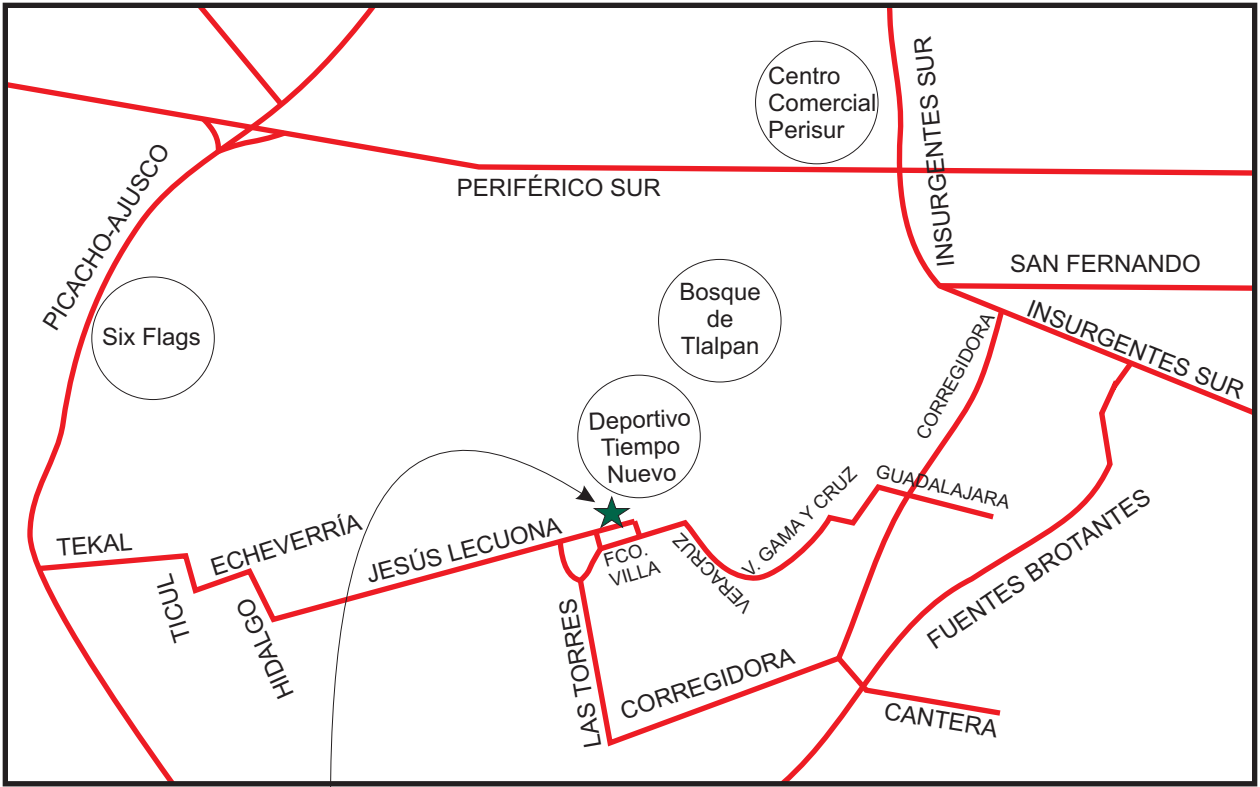 Centro
Comercial
Perisur
INSURGENTES SUR
PERIFÉRICO SUR
PICACHO-AJUSCO
SAN FERNANDO
Six Flags
Bosque
de
Tlalpan
INSURGENTES SUR
CORREGIDORA
Deportivo
Tiempo
Nuevo
GUADALAJARA
V. GAMA Y CRUZ
TEKAL
ECHEVERRÍA
JESÚS LECUONA
FCO.
VILLA
VERACRUZ
FUENTES BROTANTES
TICUL
HIDALGO
LAS TORRES
CORREGIDORA
CANTERA